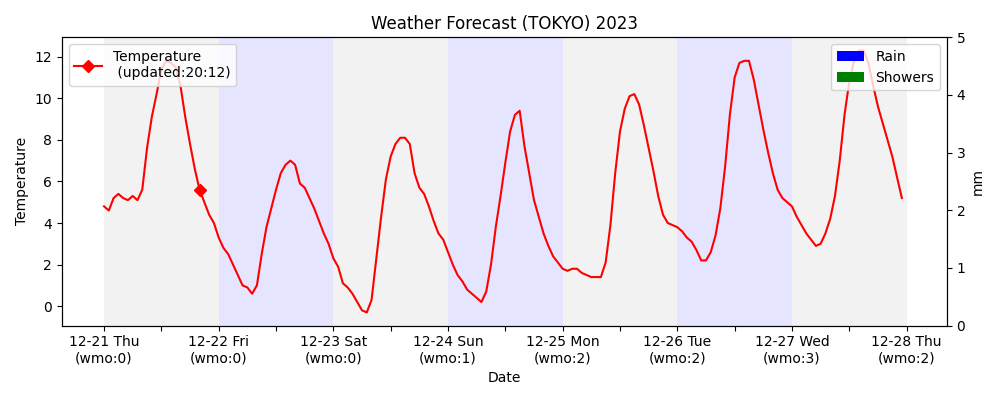 Weather Forecast (TOKYO) 2023
Temperature
(updated:20:12)
Rain
Showers
Temperature
12
10
8
6
4
2
0
5
4
3
2
1
0
mm
12-21 Thu
(wmo:0)
12-22 Fri
(wmo:0)
12-23 Sat
(wmo:0)
12-24 Sun
(wmo:1)
12-25 Mon
(wmo:2)
12-26 Tue
(wmo:2)
12-27 Wed
(wmo:3)
12-28 Thu
(wmo:2)
Date